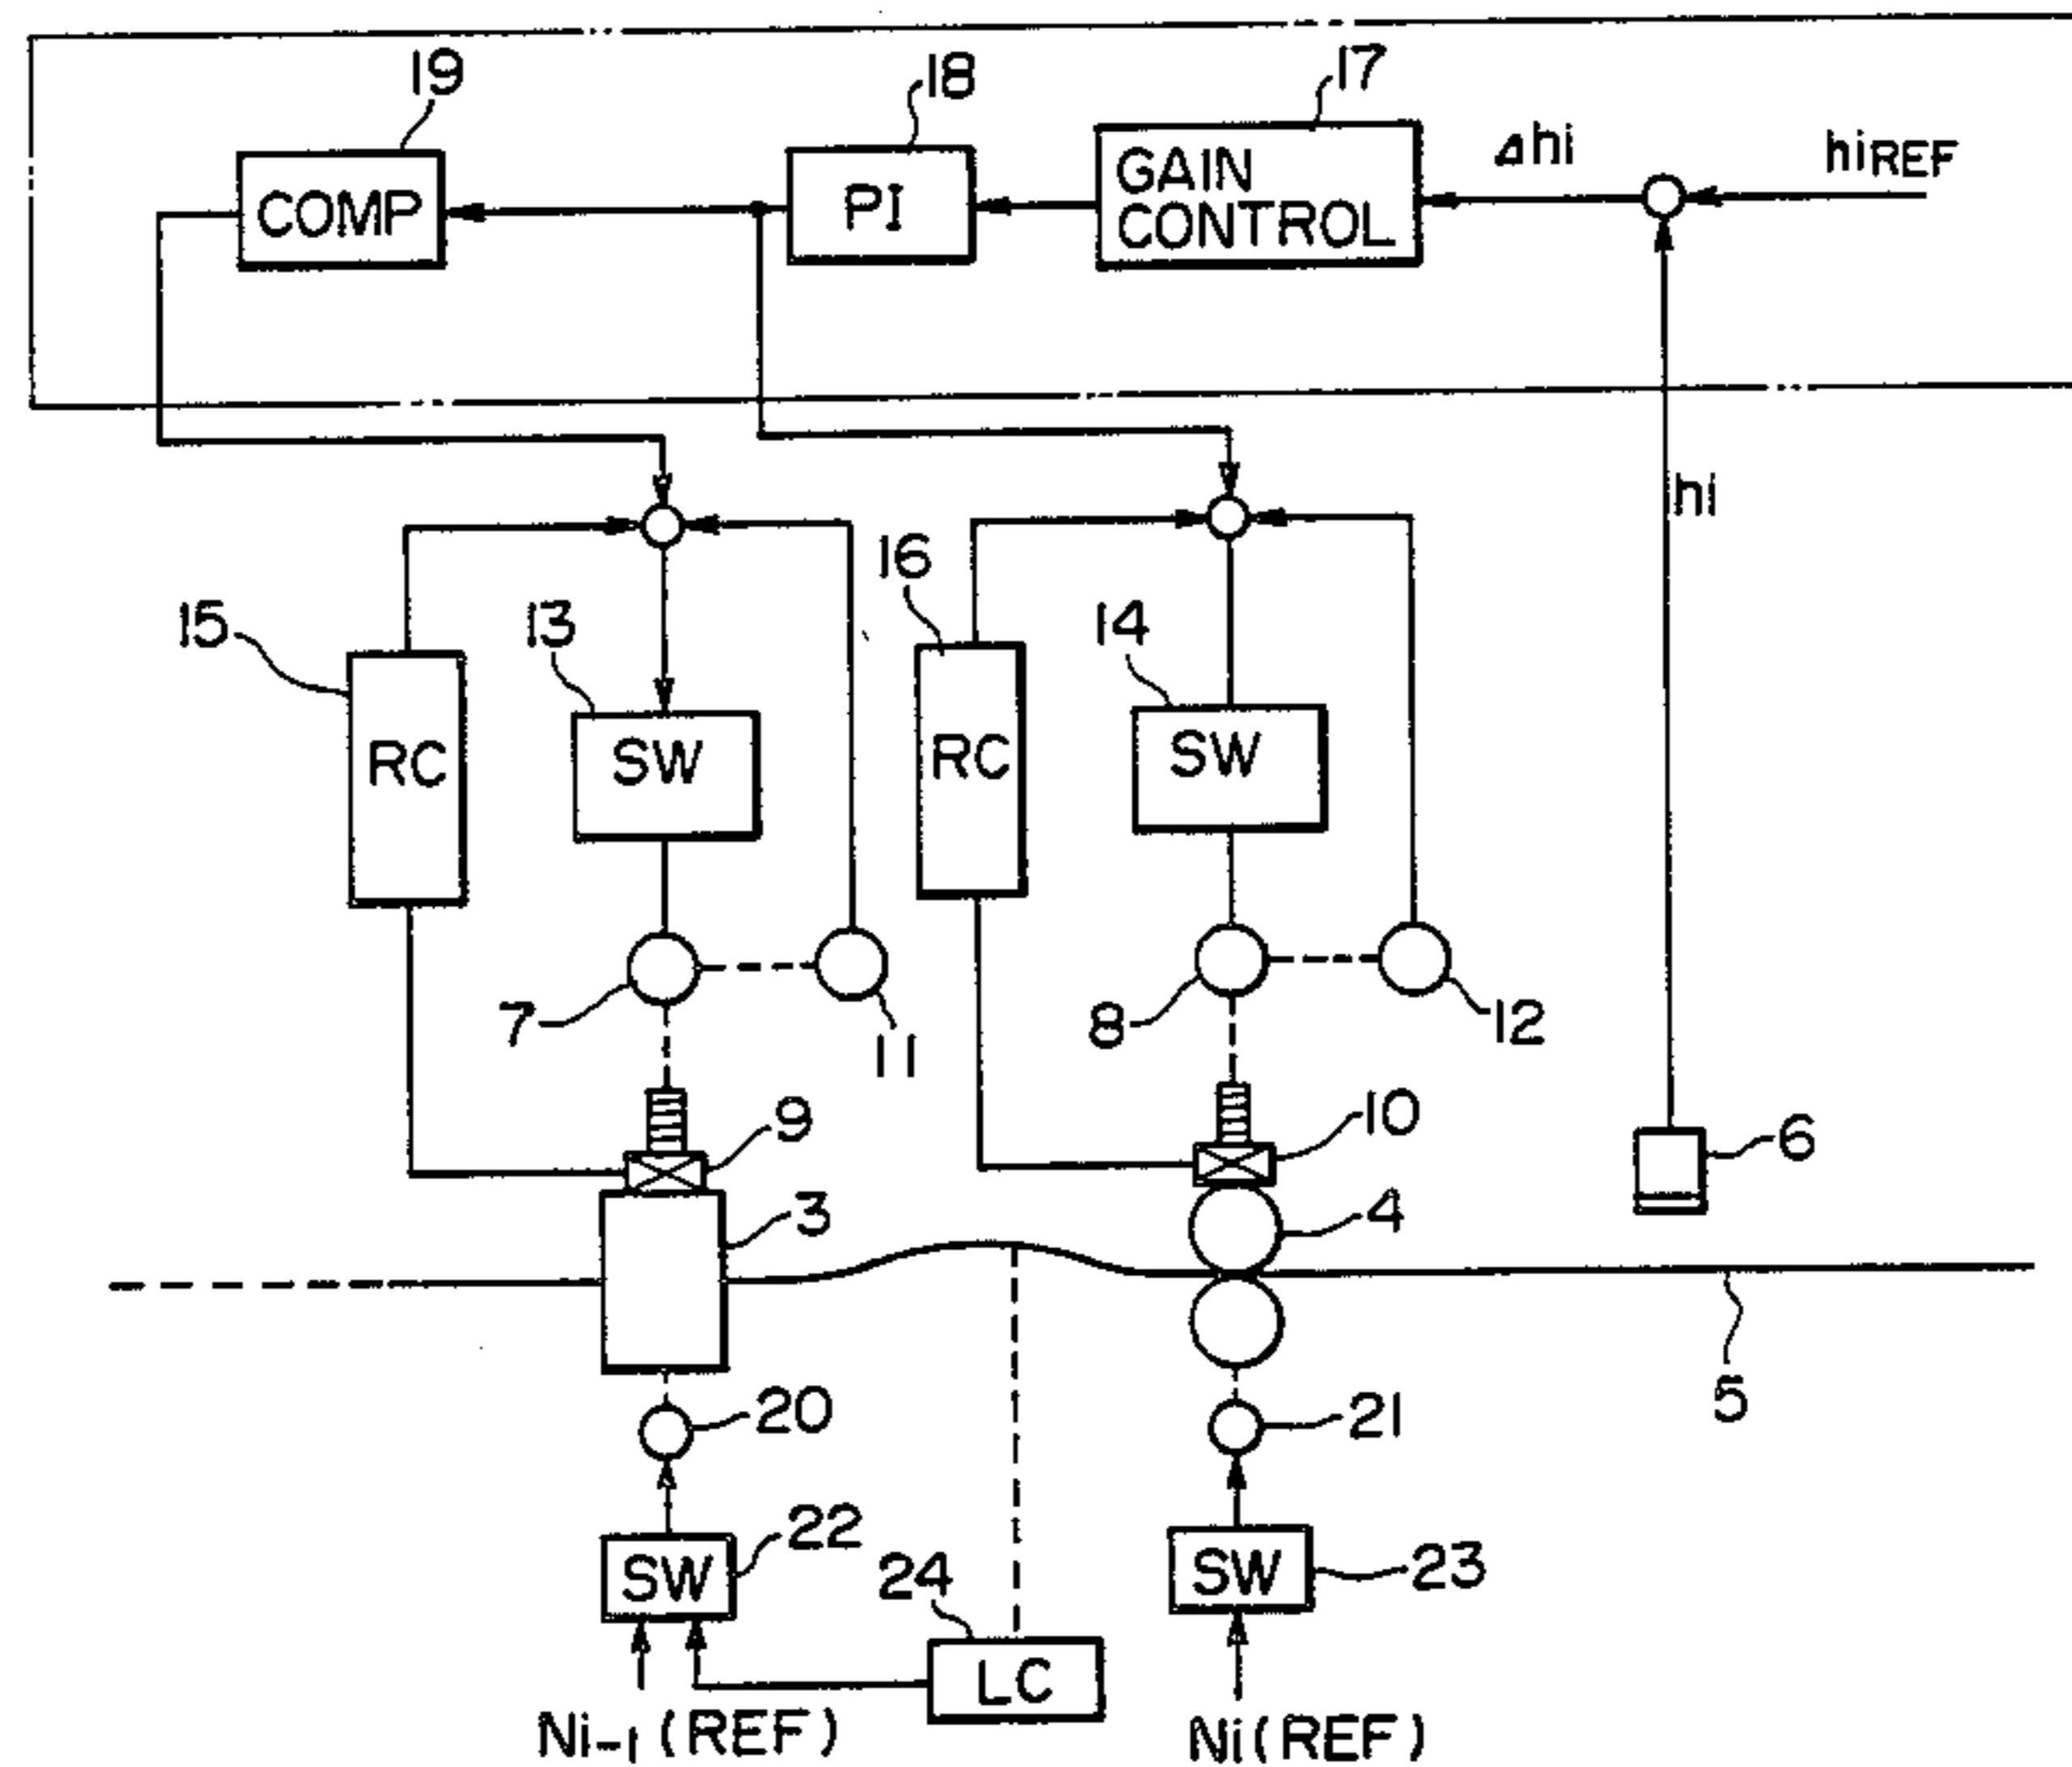 19
18
17
COMP
PI
GAIN
CONTROL
Δhi
hiREF
hi
15
13
16
14
RC
SW
RC
SW
7
11
8
12
9
10
6
3
4
5
20
21
22
23
SW
24
SW
LC
Ni-1 (REF)
Ni (REF)